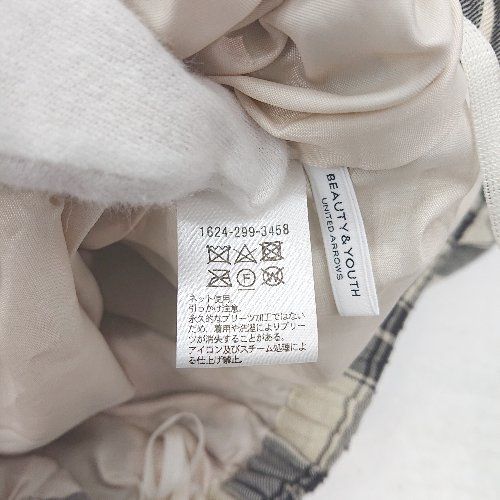 1624-299-3458
F
W
ネット使用。
引っかけ注意。
永久的なプリーツ加工ではない
ため、着用や洗濯によりプリー
ツが消失することがある。
アイロン及びスチーム処理によ
る仕上げ禁止。
BEAUTY & YOUTH
UNITED ARROWS